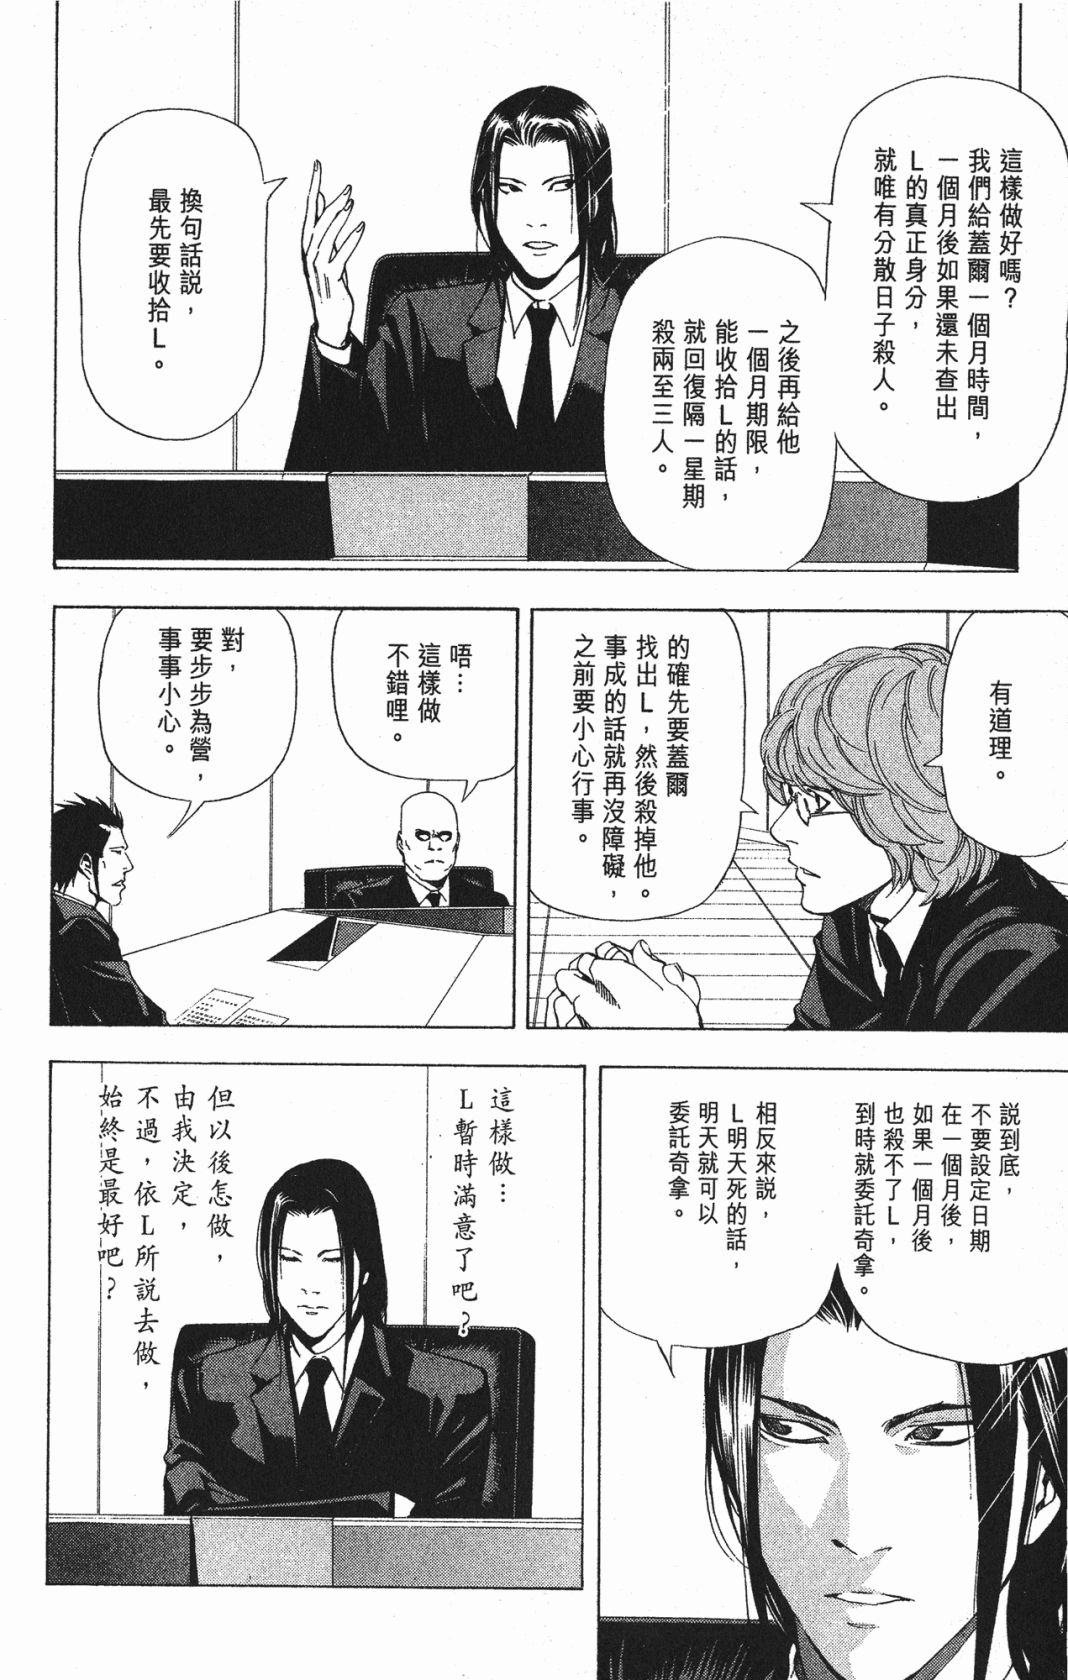 這樣做好嗎？
我們給蓋爾一個月時間，
一個月後如果還未查出
L的真正身分，
就唯有分散日子殺人。
之後再給他
一個月期限，
能收拾L的話，
就回復隔一星期
殺兩至三人。
換句話說，
最先要收拾L。
有道理。
的確先要蓋爾
找出L，然後殺掉他。
事成的話就再沒障礙，
之前要小心行事。
唔…
這樣做
不錯哩。
對，
要步步為營，
事事小心。
說到底，
不要設定日期
在一個月後，
如果一個月後
也殺不了L，
到時就委託奇拿。
相反來說，
L明天死的話，
明天就可以
委託奇拿。
這樣做…
L暫時滿意了吧？
但以後怎做，
由我決定，
不過，依L所說去做，
始終是最好吧？